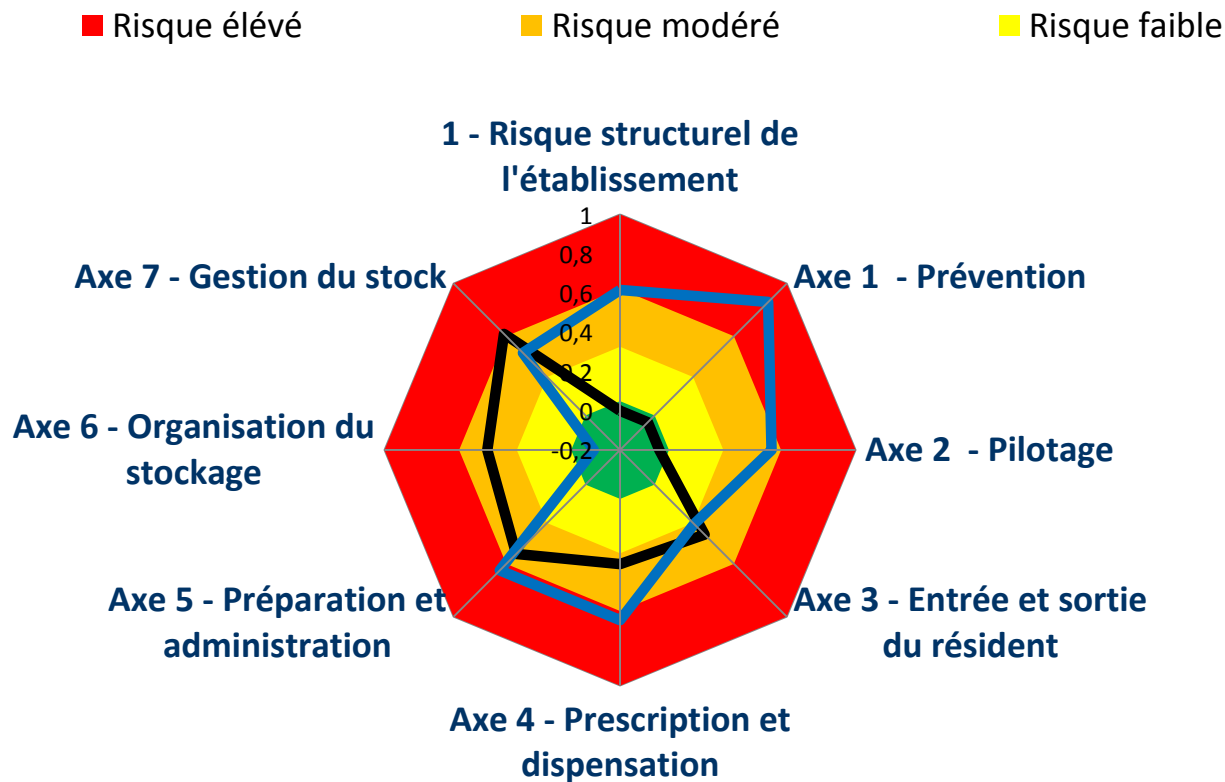 Risque élévé
Risque modéré
Risque faible
1 - Risque structurel de
l'établissement
1
0,8
0,6
0,4
0,2
0
-0,2
Axe 1 - Prévention
Axe 2 - Pilotage
Axe 3 - Entrée et sortie
du résident
Axe 4 - Prescription et
dispensation
Axe 5 - Préparation et
administration
Axe 6 - Organisation du
stockage
Axe 7 - Gestion du stock